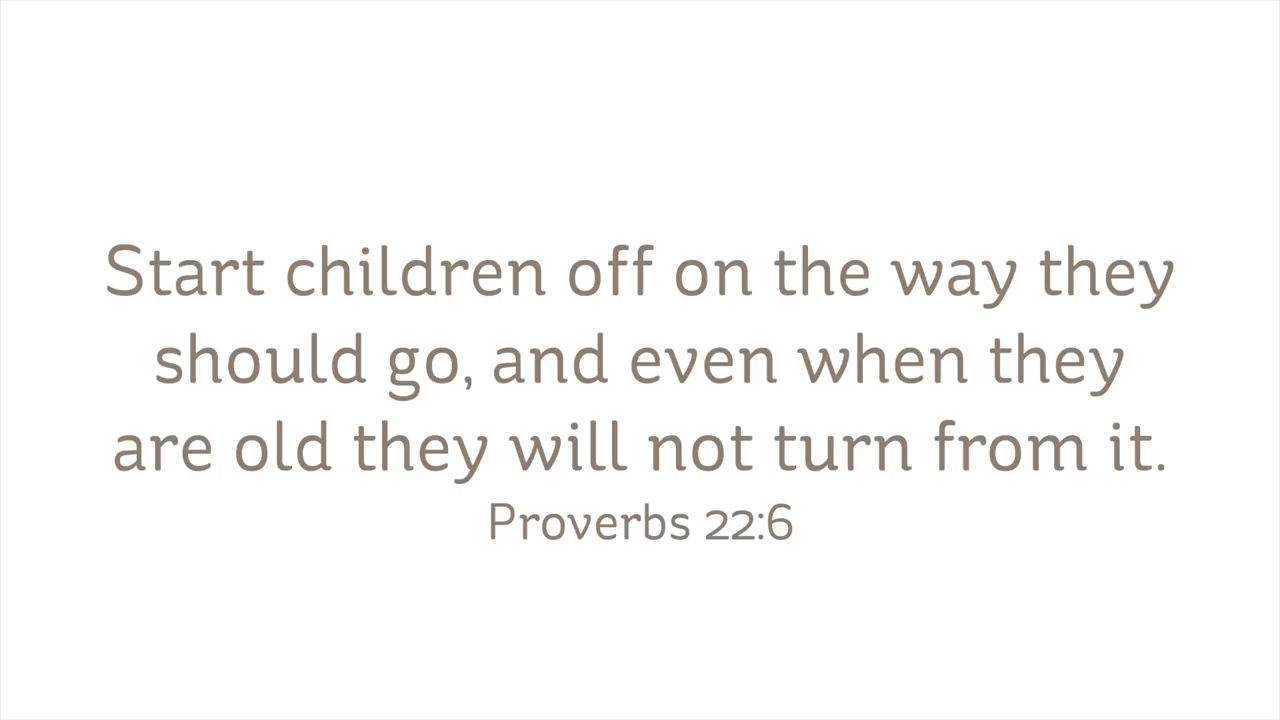 Start children off on the way they
should go, and even when they
are old they will not turn from it.
Proverbs 22:6